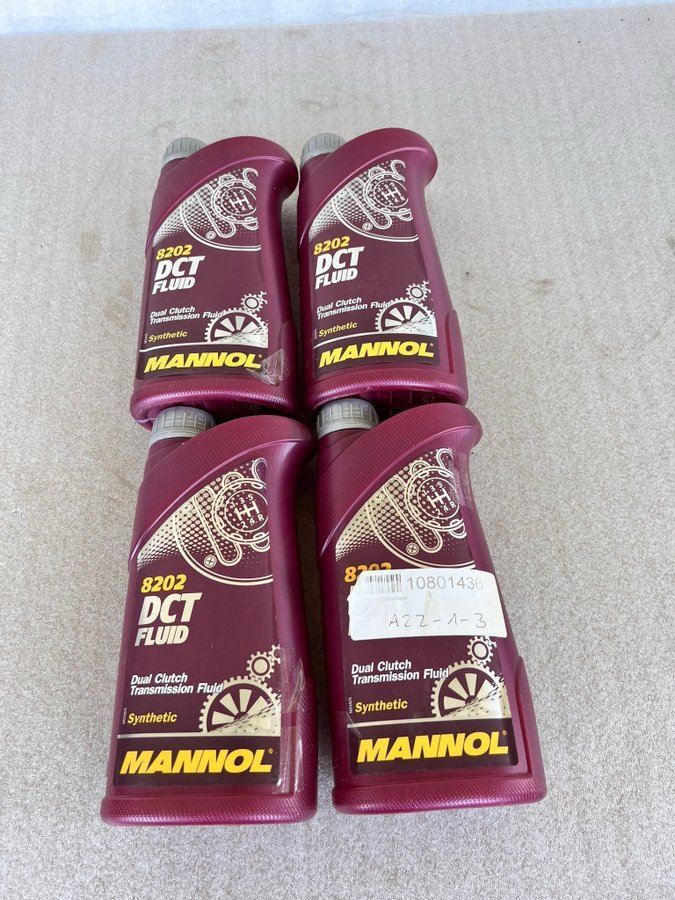 8202
DCT
FLUID
Dual Clutch
Transmission Fluid
Synthetic
MANNOL
8202
DCT
FLUID
Dual Clutch
Transmission Fluid
Synthetic
MANNOL
8202
DCT
FLUID
Dual Clutch
Transmission Fluid
Synthetic
MANNOL®
8202
10801436
A22-1-3
Dual Clutch
Transmission Fluid
Synthetic
MANNOL®